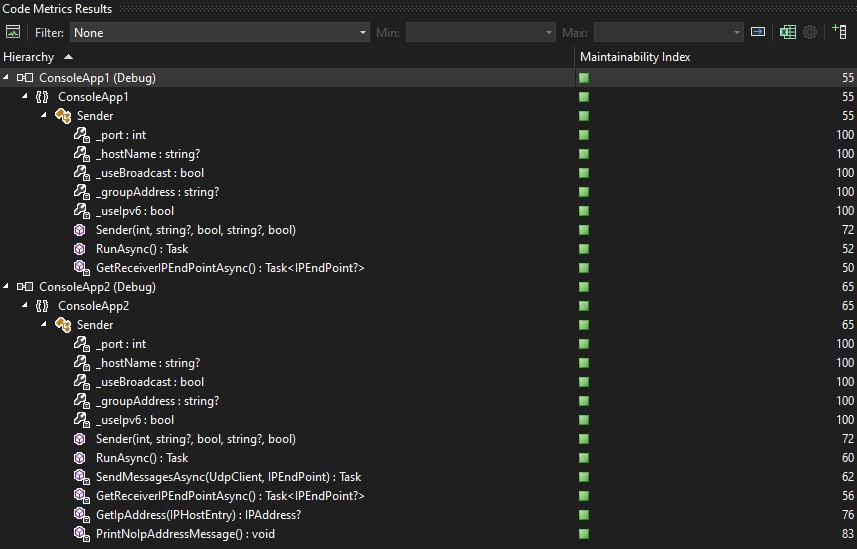 Code Metrics Results
Filter: None Min: Max:
Hierarchy Maintainability Index
ConsoleApp1 (Debug) 55
{} ConsoleApp1 55
Sender 55
_port : int 100
_hostName : string? 100
_useBroadcast : bool 100
_groupAddress : string? 100
_useIpv6 : bool 100
Sender(int, string?, bool, string?, bool) 72
RunAsync() : Task 52
GetReceiverIPEndPointAsync() : Task<IPEndPoint?> 50
ConsoleApp2 (Debug) 65
{} ConsoleApp2 65
Sender 65
_port : int 100
_hostName : string? 100
_useBroadcast : bool 100
_groupAddress : string? 100
_useIpv6 : bool 100
Sender(int, string?, bool, string?, bool) 72
RunAsync() : Task 60
SendMessagesAsync(UdpClient, IPEndPoint) : Task 62
GetReceiverIPEndPointAsync() : Task<IPEndPoint?> 56
GetIpAddress(IPHostEntry) : IPAddress? 76
PrintNoIpAddressMessage() : void 83